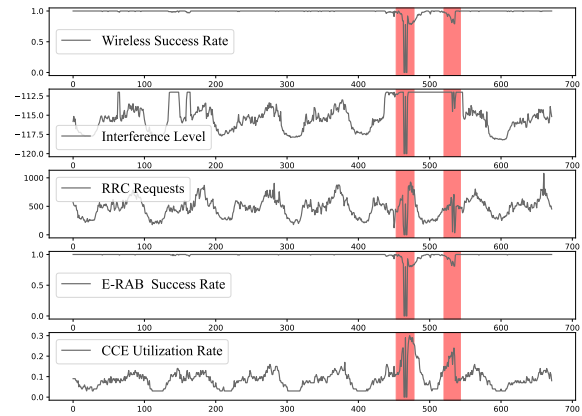 1.0
0.5
0.0
Wireless Success Rate
0 100 200 300 400 500 600 700
−112.5
−115.0
−117.5
−120.0
Interference Level
0 100 200 300 400 500 600 700
1000
500
0
RRC Requests
0 100 200 300 400 500 600 700
1.0
0.5
0.0
E-RAB Success Rate
0 100 200 300 400 500 600 700
0.3
0.2
0.1
0.0
CCE Utilization Rate
0 100 200 300 400 500 600 700